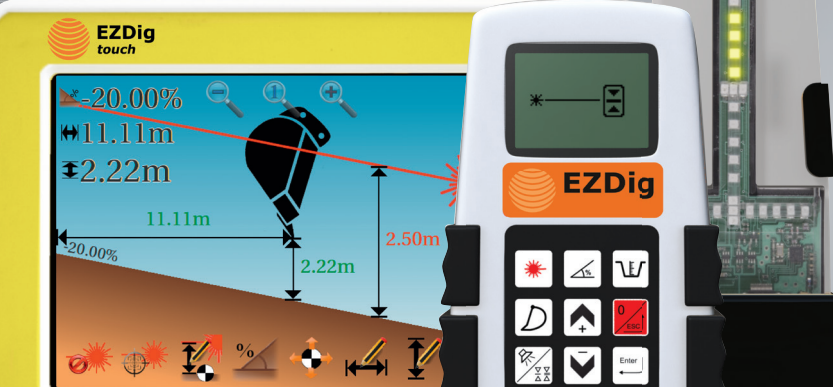 EZDig
touch
-20.00%
1
11.11m
2.22m
11.11m
-20.00%
2.50m
2.22m
%
EZDig
%
0
ESC
+
-
Enter